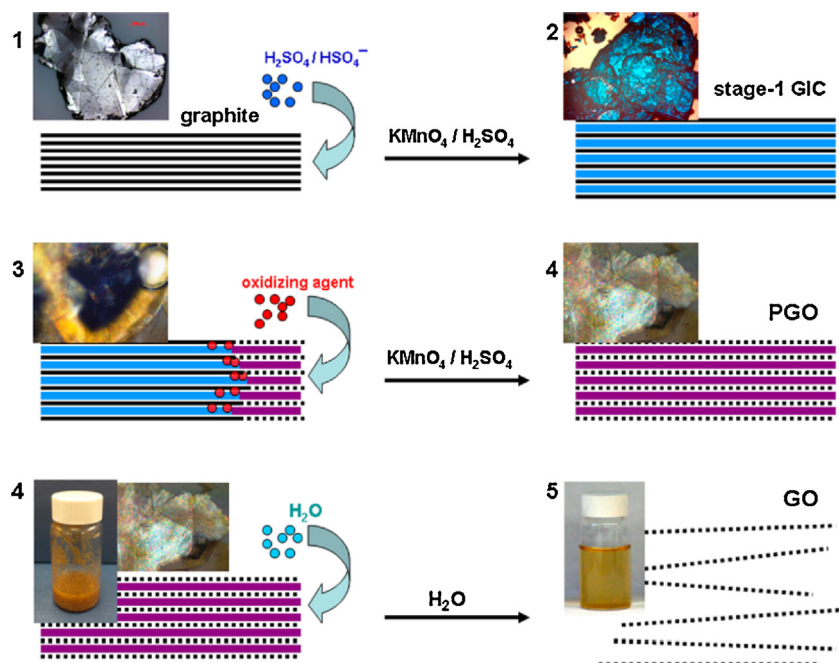 1
H₂SO₄ / HSO₄⁻
graphite
KMnO₄ / H₂SO₄
2
stage-1 GIC
3
oxidizing agent
KMnO₄ / H₂SO₄
4
PGO
4
H₂O
H₂O
5
GO